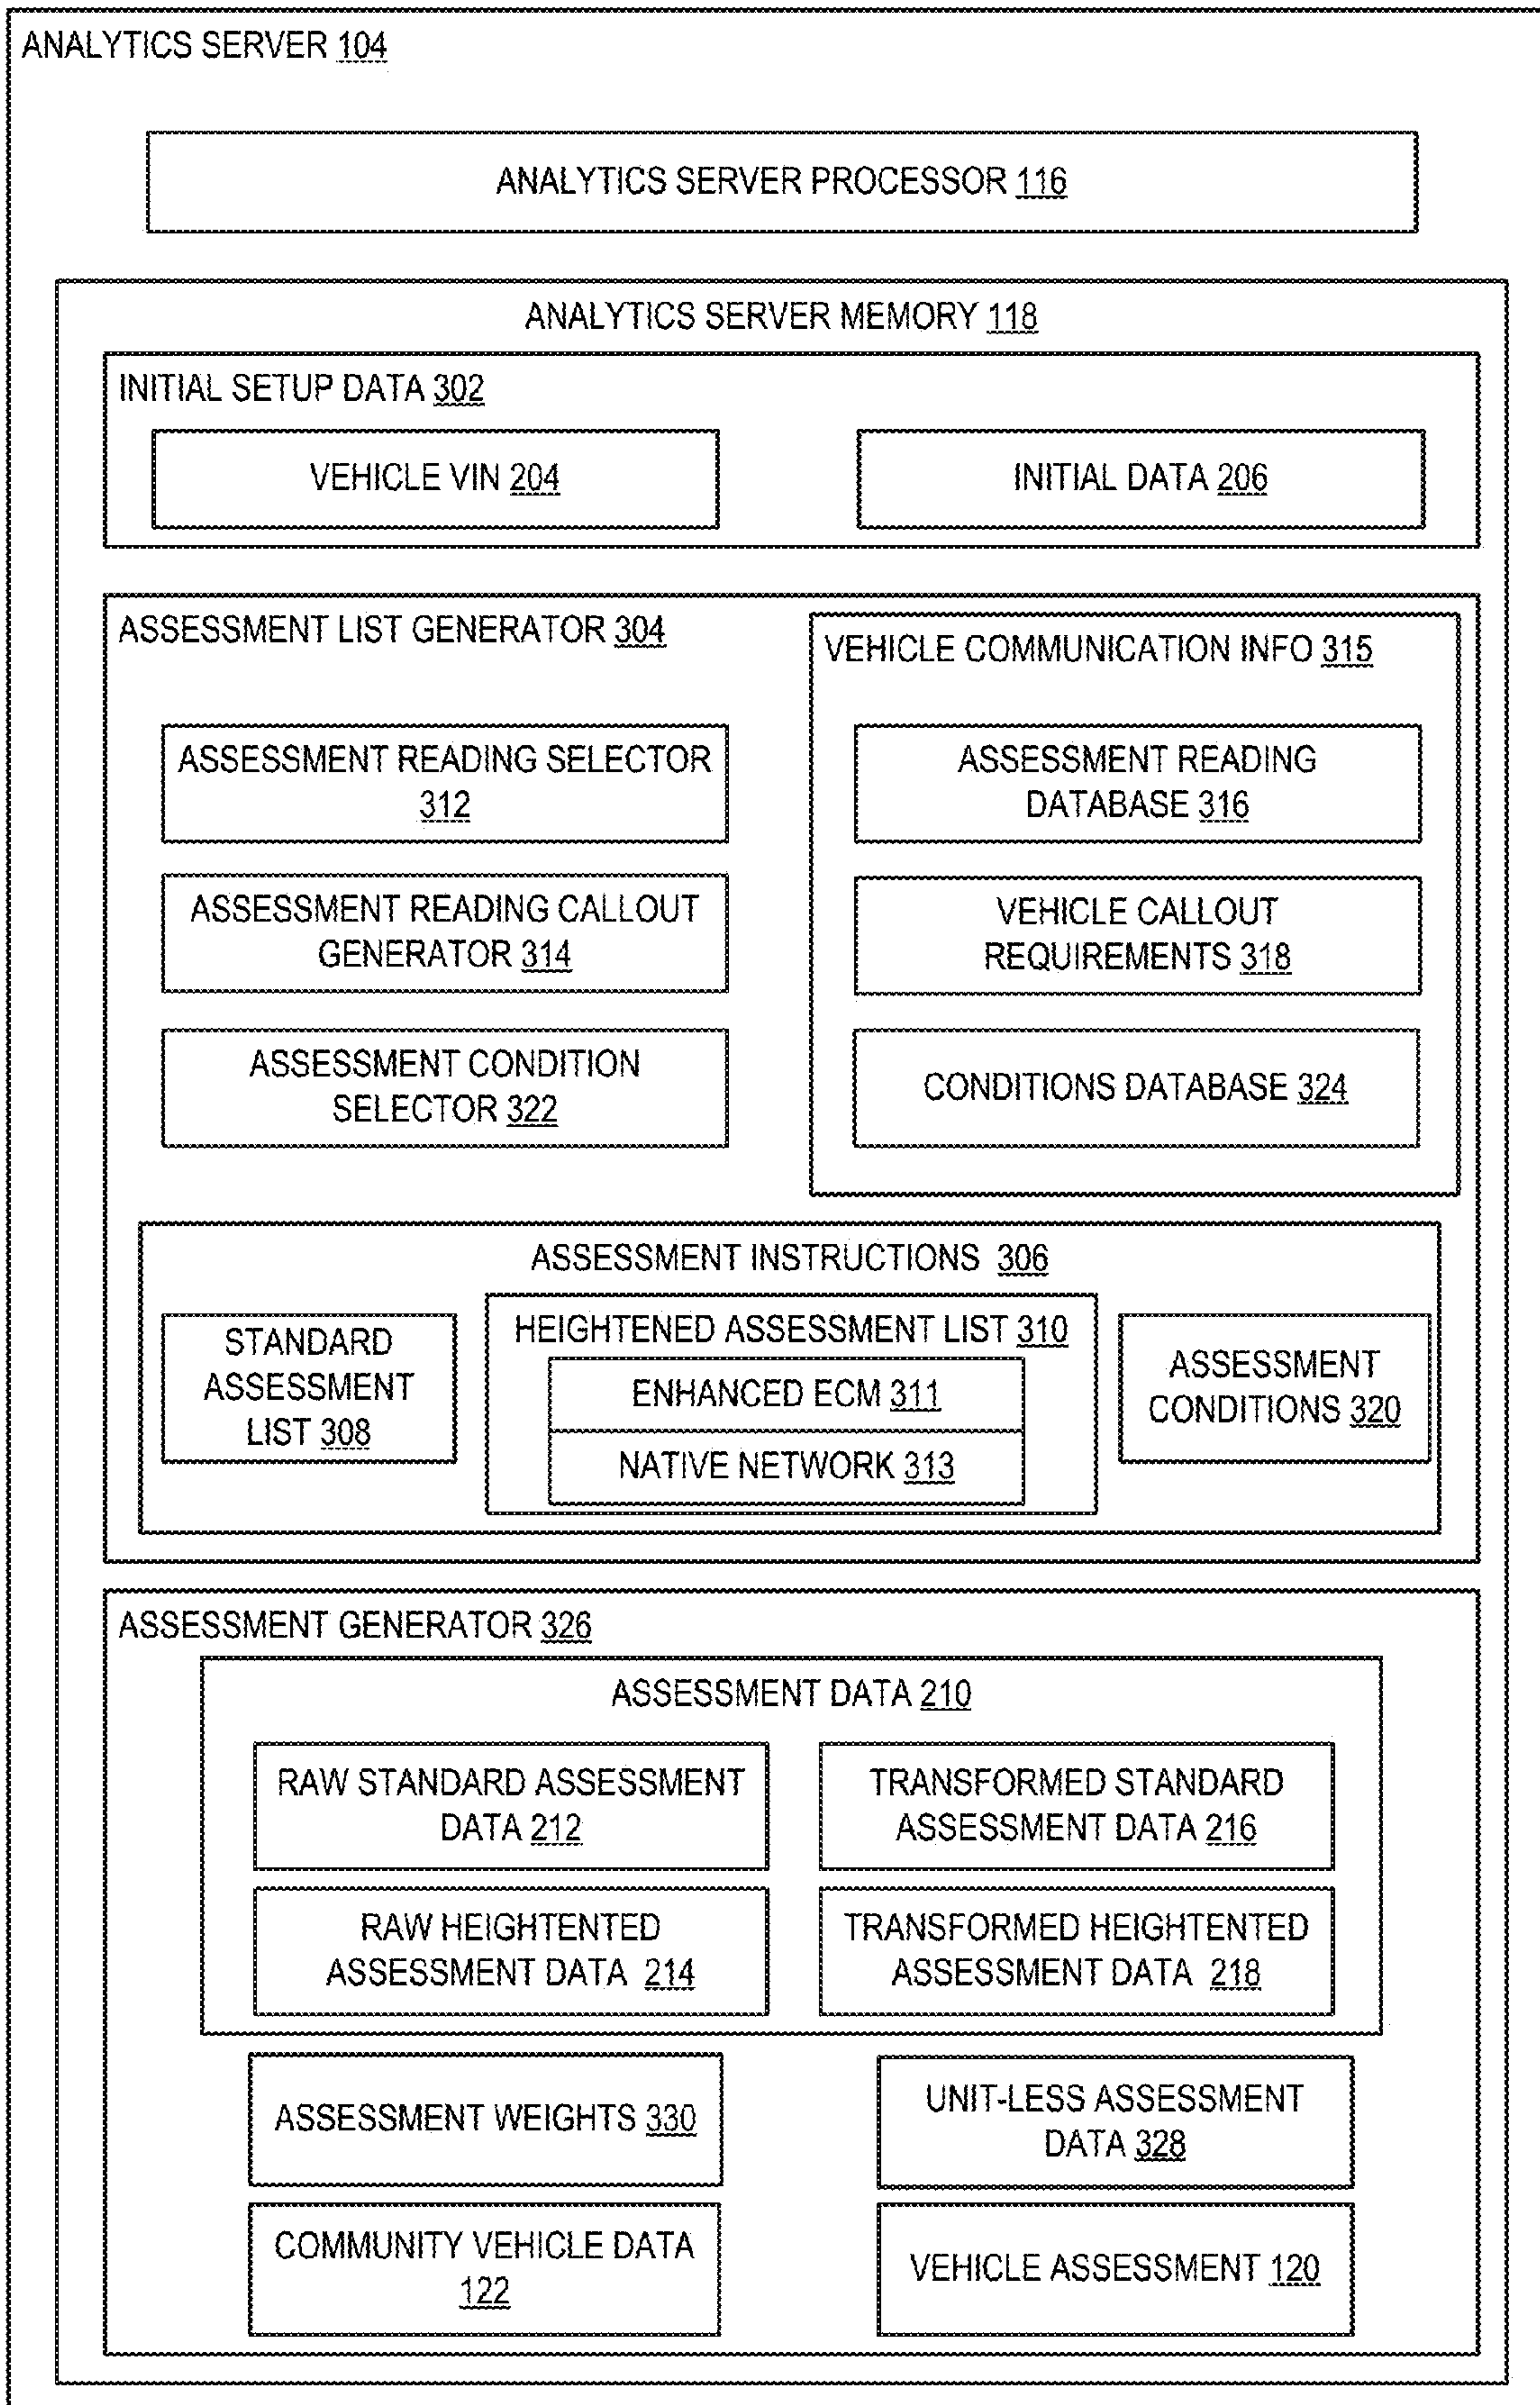 ANALYTICS SERVER 104
ANALYTICS SERVER PROCESSOR 116
ANALYTICS SERVER MEMORY 118
INITIAL SETUP DATA 302
VEHICLE VIN 204
INITIAL DATA 206
ASSESSMENT LIST GENERATOR 304
ASSESSMENT READING SELECTOR
312
ASSESSMENT READING CALLOUT
GENERATOR 314
ASSESSMENT CONDITION
SELECTOR 322
VEHICLE COMMUNICATION INFO 315
ASSESSMENT READING
DATABASE 316
VEHICLE CALLOUT
REQUIREMENTS 318
CONDITIONS DATABASE 324
ASSESSMENT INSTRUCTIONS 306
STANDARD
ASSESSMENT
LIST 308
HEIGHTENED ASSESSMENT LIST 310
ENHANCED ECM 311
NATIVE NETWORK 313
ASSESSMENT
CONDITIONS 320
ASSESSMENT GENERATOR 326
ASSESSMENT DATA 210
RAW STANDARD ASSESSMENT
DATA 212
TRANSFORMED STANDARD
ASSESSMENT DATA 216
RAW HEIGHTENTED
ASSESSMENT DATA 214
TRANSFORMED HEIGHTENTED
ASSESSMENT DATA 218
ASSESSMENT WEIGHTS 330
UNIT-LESS ASSESSMENT
DATA 328
COMMUNITY VEHICLE DATA
122
VEHICLE ASSESSMENT 120